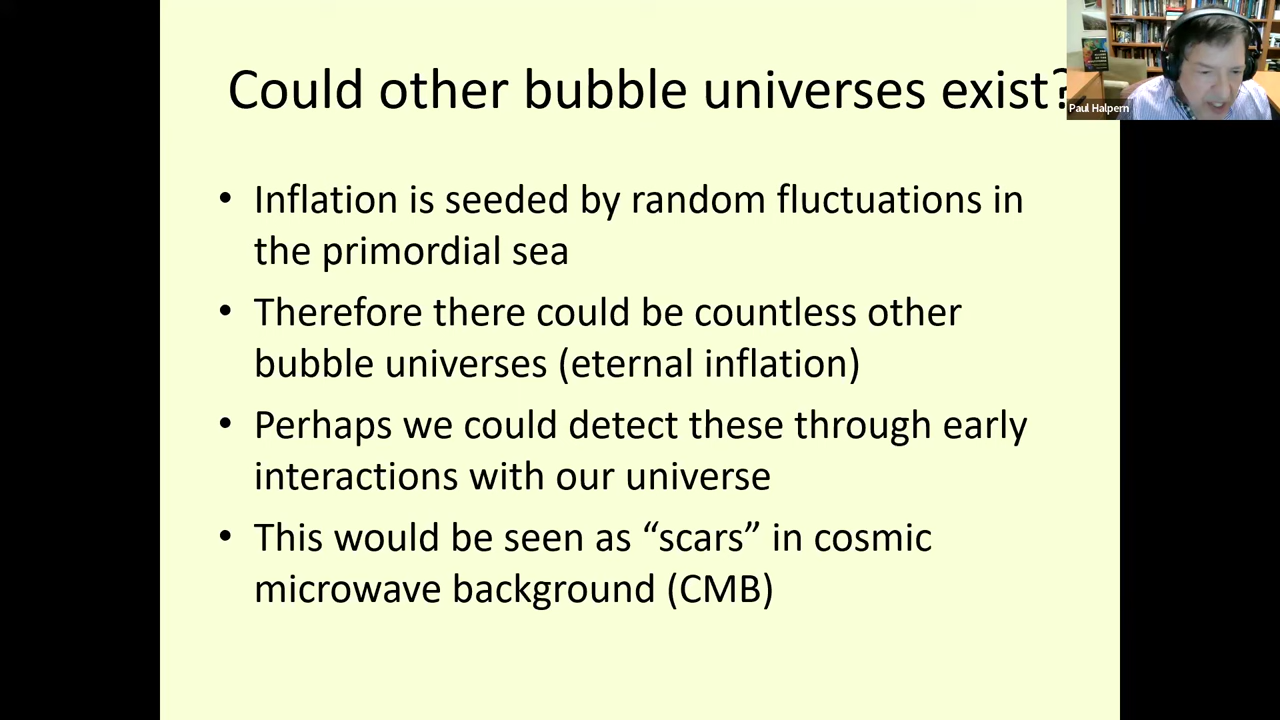 Could other bubble universes exist?
Paul Halpern
• Inflation is seeded by random fluctuations in
the primordial sea
• Therefore there could be countless other
bubble universes (eternal inflation)
• Perhaps we could detect these through early
interactions with our universe
• This would be seen as “scars” in cosmic
microwave background (CMB)